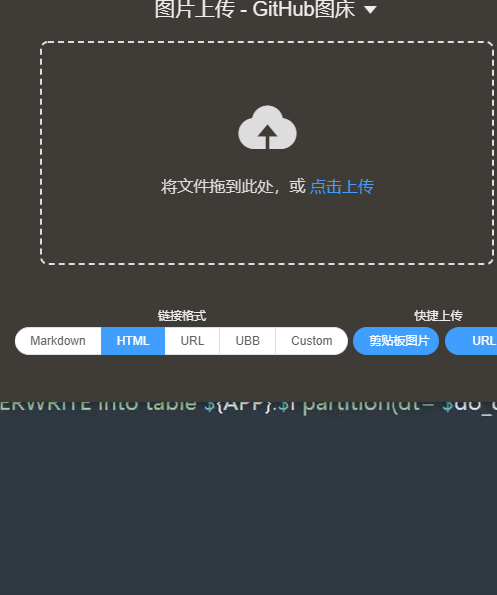 图片上传 - GitHub图床
将文件拖到此处，或 点击上传
链接格式 快捷上传
Markdown HTML URL UBB Custom 剪贴板图片 URL
ERWRITE into table ${APP}.$ partition(dt='$do_